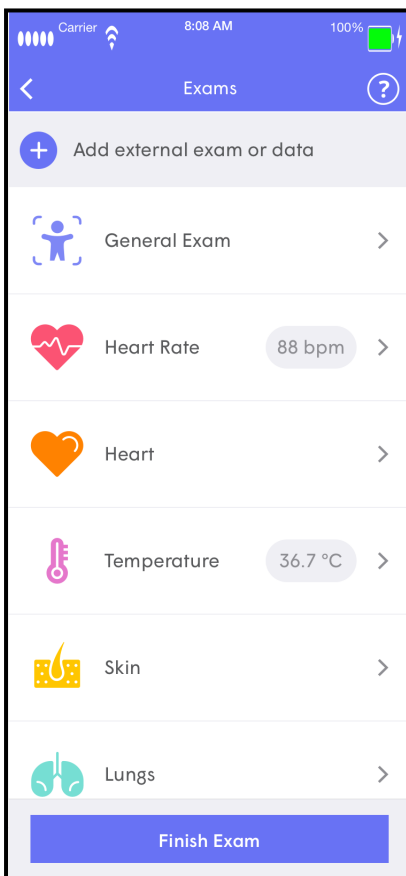 Carrier 8:08 AM 100%
Exams ?
Add external exam or data
General Exam
Heart Rate 88 bpm
Heart
Temperature 36.7 °C
Skin
Lungs
Finish Exam